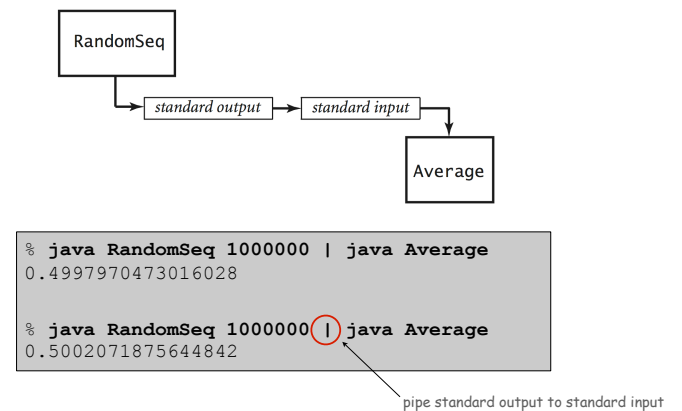 RandomSeq
standard output
standard input
Average
% java RandomSeq 1000000 | java Average
0.4997970473016028
% java RandomSeq 1000000 | java Average
0.5002071875644842
pipe standard output to standard input